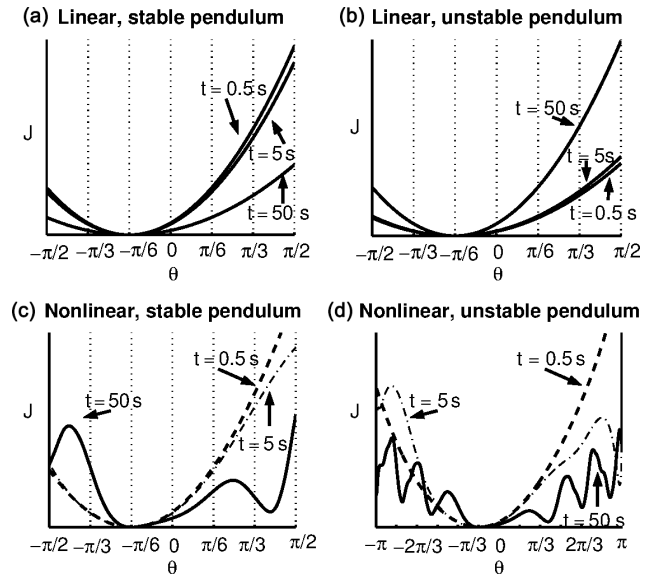 (a) Linear, stable pendulum
J
t = 0.5 s
t = 5 s
t = 50 s
−π/2 −π/3 −π/6 0 π/6 π/3 π/2
θ
(b) Linear, unstable pendulum
J
t = 50 s
t = 5 s
t = 0.5 s
−π/2 −π/3 −π/6 0 π/6 π/3 π/2
θ
(c) Nonlinear, stable pendulum
J
t = 0.5 s
t = 50 s
t = 5 s
−π/2 −π/3 −π/6 0 π/6 π/3 π/2
θ
(d) Nonlinear, unstable pendulum
J
t = 0.5 s
t = 5 s
t = 50 s
−π −2π/3 −π/3 0 π/3 2π/3 π
θ